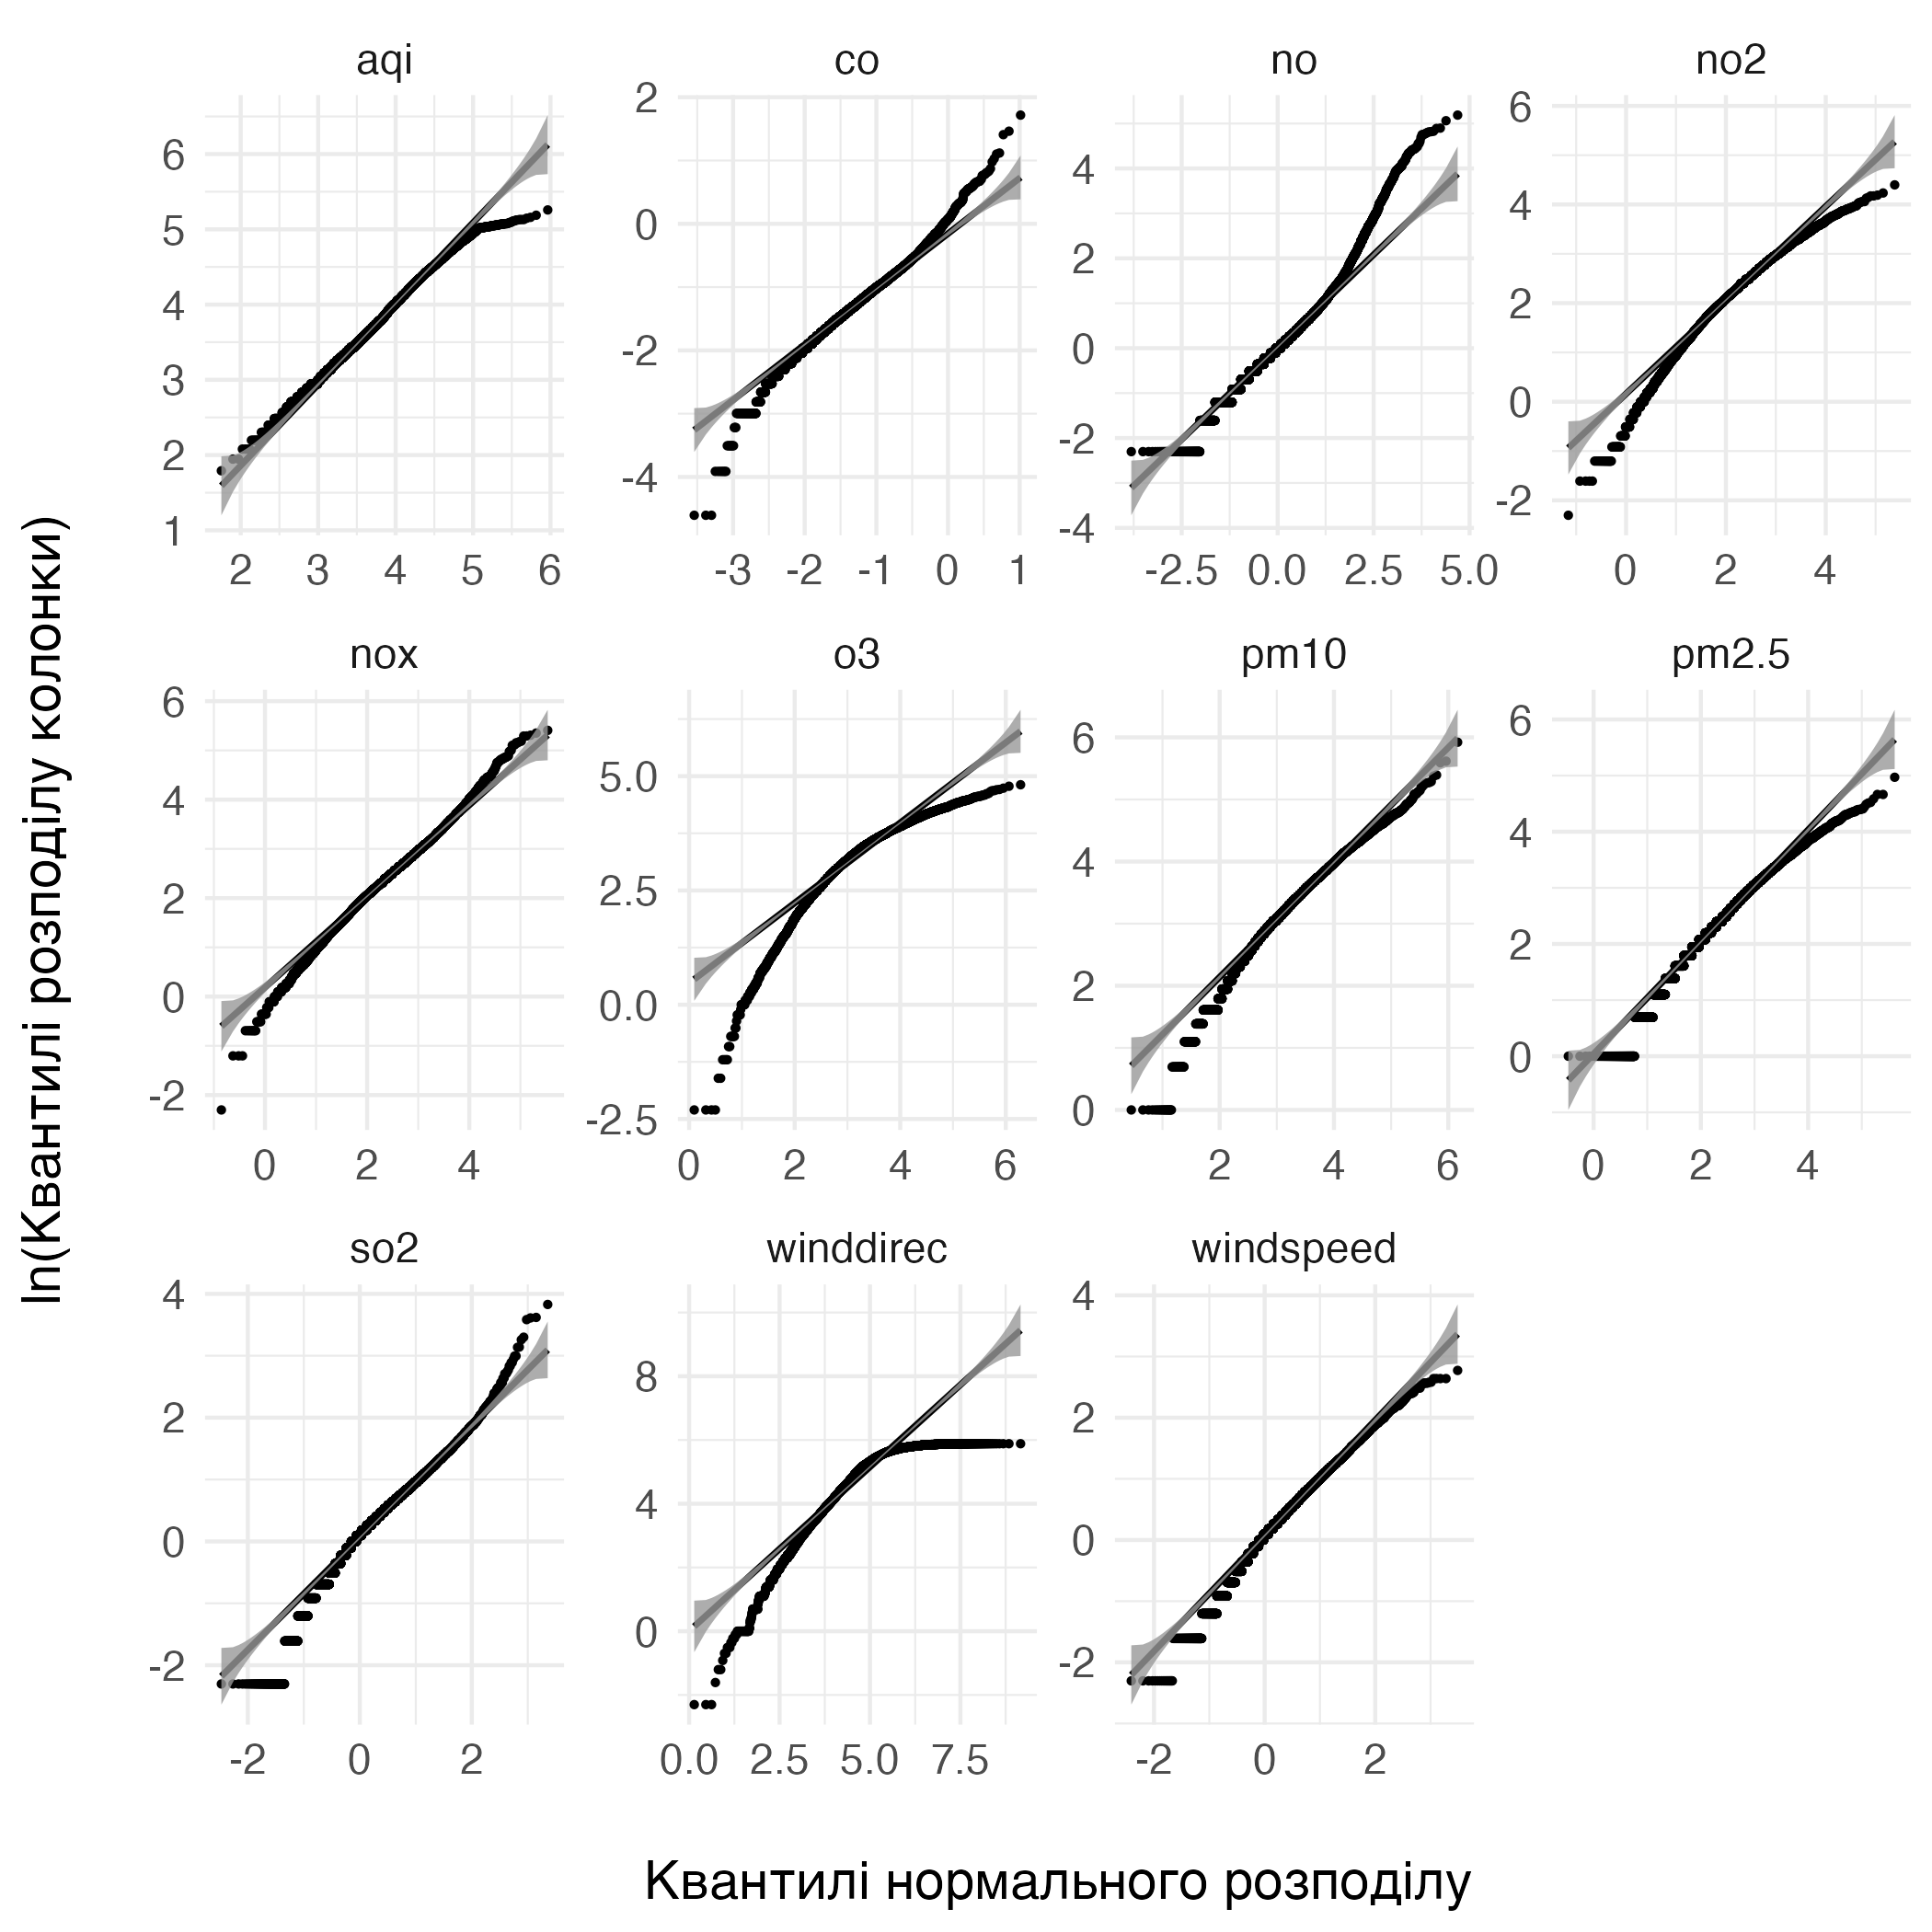 aqi co no no2
6 5 4 3 2 1
2 0 -2 -4
4 2 0 -2 -4
6 4 2 0 -2
2 3 4 5 6
-3 -2 -1 0 1
-2.5 0.0 2.5 5.0
0 2 4
nox o3 pm10 pm2.5
6 4 2 0 -2
5.0 2.5 0.0 -2.5
6 4 2 0
6 4 2 0
0 2 4
0 2 4 6
2 4 6
0 2 4
so2 winddirec windspeed
4 2 0 -2
8 4 0
4 2 0 -2
-2 0 2
0.0 2.5 5.0 7.5
-2 0 2
ln(Квантилі розподілу колонки)
Квантилі нормального розподілу